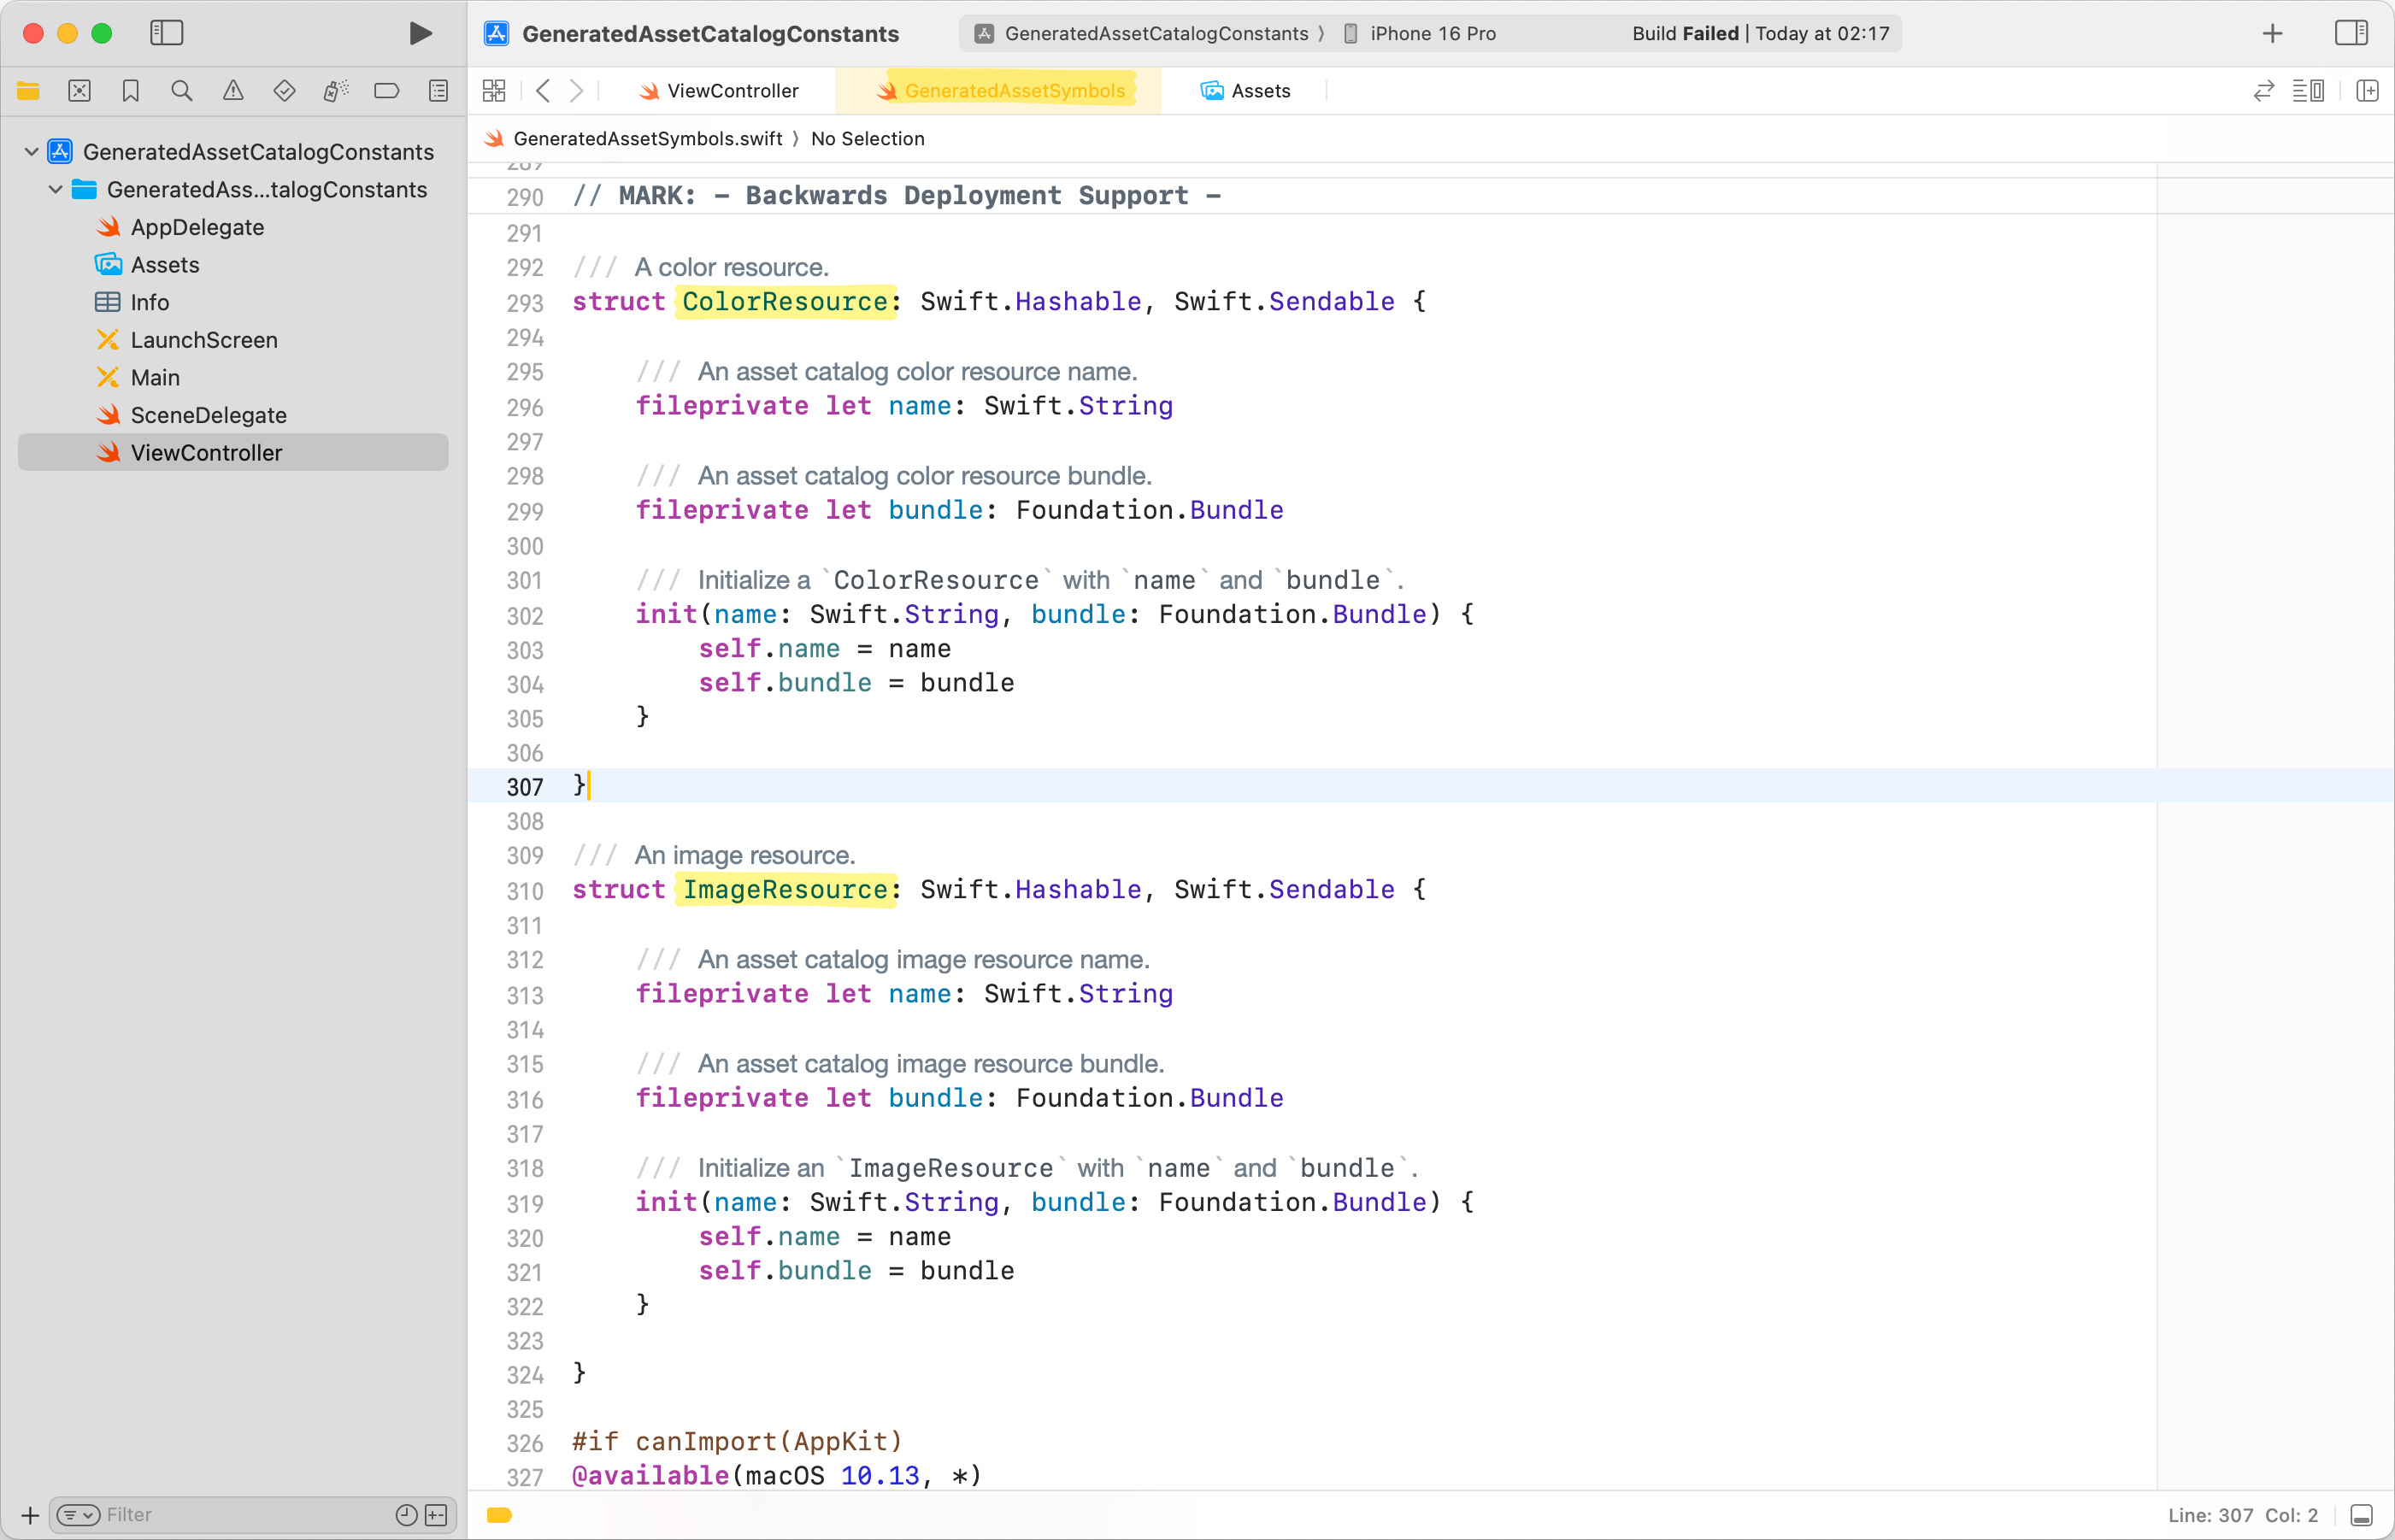 GeneratedAssetCatalogConstants
GeneratedAssetCatalogConstants ⟩ iPhone 16 Pro
Build Failed | Today at 02:17
ViewController
GeneratedAssetSymbols
Assets
GeneratedAssetSymbols.swift ⟩ No Selection
GeneratedAssetCatalogConstants
GeneratedAss...talogConstants
AppDelegate
Assets
Info
LaunchScreen
Main
SceneDelegate
ViewController
Filter
289
290 // MARK: - Backwards Deployment Support -
291
292 /// A color resource.
293 struct ColorResource: Swift.Hashable, Swift.Sendable {
294
295 /// An asset catalog color resource name.
296 fileprivate let name: Swift.String
297
298 /// An asset catalog color resource bundle.
299 fileprivate let bundle: Foundation.Bundle
300
301 /// Initialize a `ColorResource` with `name` and `bundle`.
302 init(name: Swift.String, bundle: Foundation.Bundle) {
303 self.name = name
304 self.bundle = bundle
305 }
306
307 }
308
309 /// An image resource.
310 struct ImageResource: Swift.Hashable, Swift.Sendable {
311
312 /// An asset catalog image resource name.
313 fileprivate let name: Swift.String
314
315 /// An asset catalog image resource bundle.
316 fileprivate let bundle: Foundation.Bundle
317
318 /// Initialize an `ImageResource` with `name` and `bundle`.
319 init(name: Swift.String, bundle: Foundation.Bundle) {
320 self.name = name
321 self.bundle = bundle
322 }
323
324 }
325
326 #if canImport(AppKit)
327 @available(macOS 10.13, *)
Line: 307 Col: 2